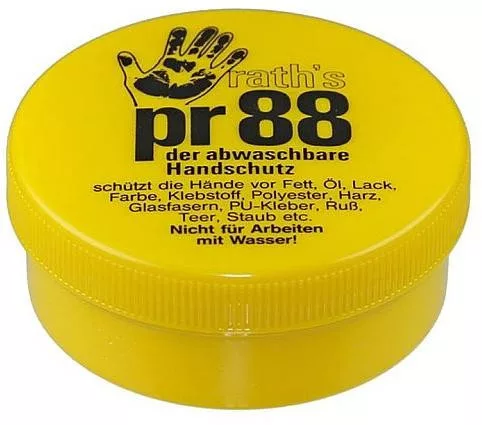 rath's
pr 88
der abwaschbare
Handschutz
schützt die Hände vor Fett, Öl, Lack,
Farbe, Klebstoff, Polyester, Harz,
Glasfasern, PU-Kleber, Ruß,
Teer, Staub etc.
Nicht für Arbeiten
mit Wasser!